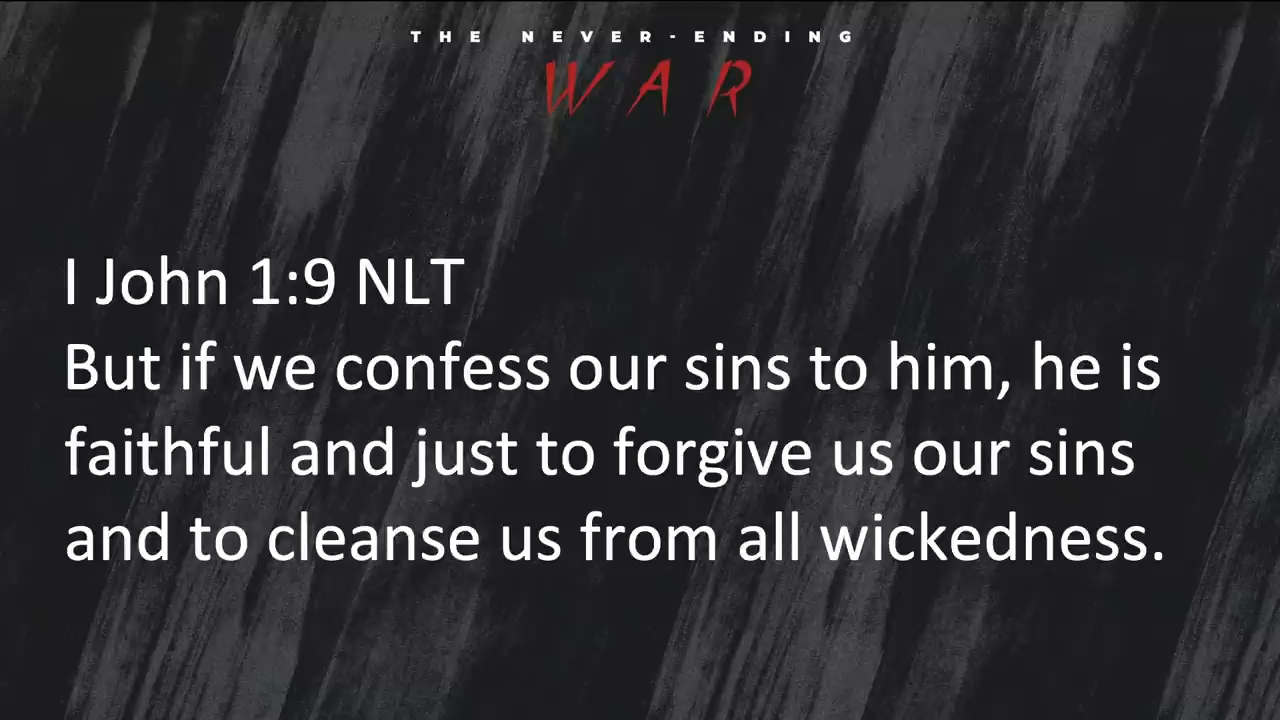 THE NEVER-ENDING
WAR
I John 1:9 NLT
But if we confess our sins to him, he is
faithful and just to forgive us our sins
and to cleanse us from all wickedness.